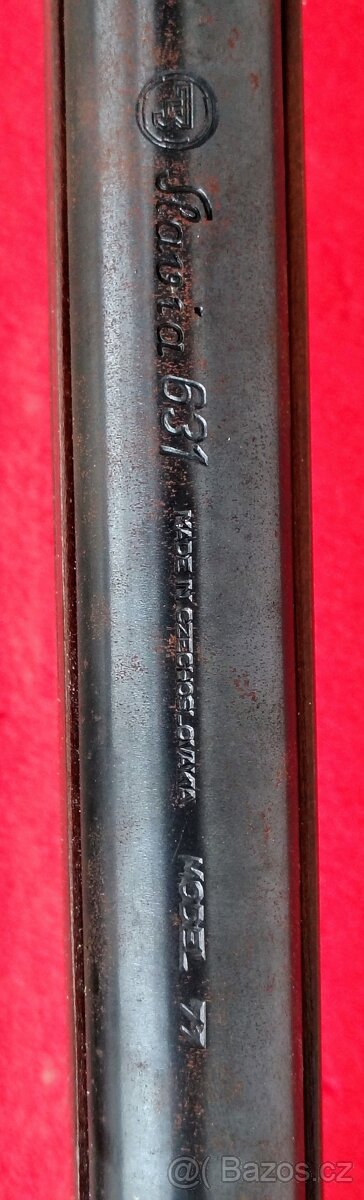 Slavia 631 MADE IN CZECHOSLOVAKIA MODEL 77
@( Bazos.cz